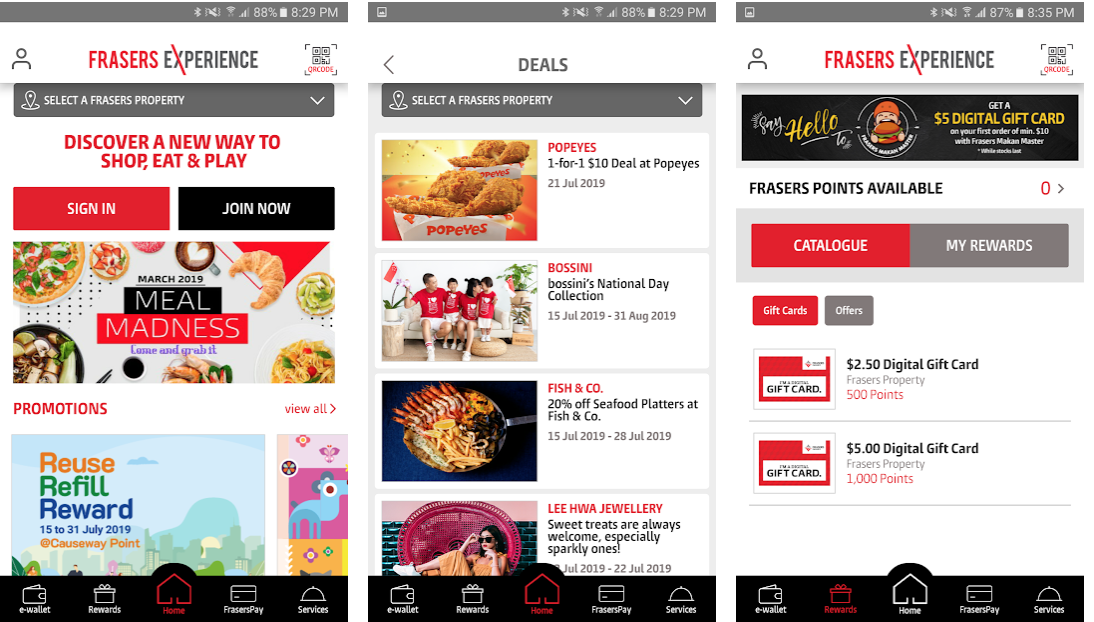 88% 8:29 PM
FRASERS EXPERIENCE
QRCODE
SELECT A FRASERS PROPERTY
DISCOVER A NEW WAY TO
SHOP, EAT & PLAY
SIGN IN
JOIN NOW
MARCH 2019
MEAL
MADNESS
Come and grab it
PROMOTIONS
view all
Reuse
Refill
Reward
15 to 31 July 2019
@Causeway Point
e-wallet
Rewards
Home
FrasersPay
Services
88% 8:29 PM
DEALS
SELECT A FRASERS PROPERTY
POPEYES
POPEYES
POPEYES
1-for-1 $10 Deal at Popeyes
21 Jul 2019
BOSSINI
bossini's National Day
Collection
15 Jul 2019 - 31 Aug 2019
FISH & CO.
20% off Seafood Platters at
Fish & Co.
15 Jul 2019 - 28 Jul 2019
LEE HWA JEWELLERY
Sweet treats are always
welcome, especially
sparkly ones!
Jul 2019 - 22 Jul 2019
e-wallet
Rewards
Home
FrasersPay
Services
87% 8:35 PM
FRASERS EXPERIENCE
QRCODE
Say Hello To
FRASERS MAKAN MASTER
GET A
$5 DIGITAL GIFT CARD
on your first order of min. $10
with Frasers Makan Master
* While stocks last
FRASERS POINTS AVAILABLE
0
CATALOGUE
MY REWARDS
Gift Cards
Offers
I'M A DIGITAL
GIFT CARD.
$2.50 Digital Gift Card
Frasers Property
500 Points
I'M A DIGITAL
GIFT CARD.
$5.00 Digital Gift Card
Frasers Property
1,000 Points
e-wallet
Rewards
Home
FrasersPay
Services